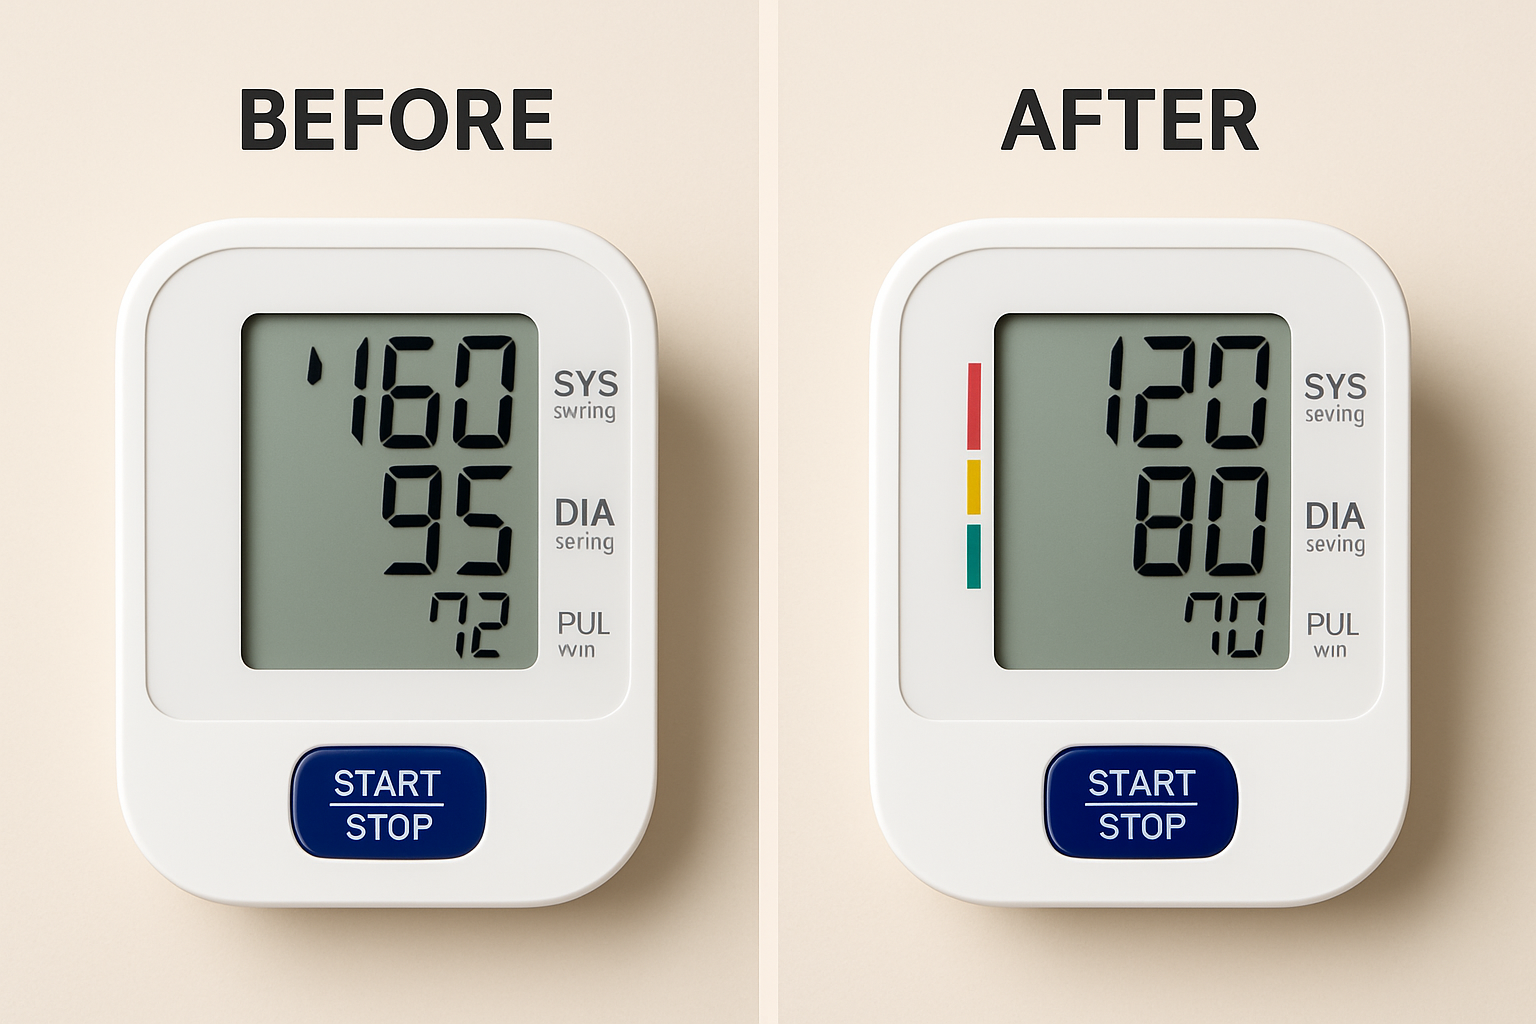 BEFORE
160
SYS
swring
95
DIA
sering
72
PUL
win
START
STOP
AFTER
120
SYS
seving
80
DIA
seving
70
PUL
win
START
STOP